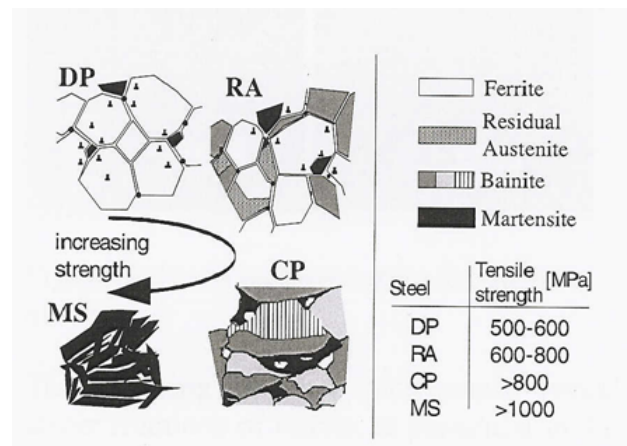 DP
RA
increasing
strength
CP
MS
Ferrite
Residual
Austenite
Bainite
Martensite
Steel Tensile strength [MPa]
DP 500-600
RA 600-800
CP >800
MS >1000